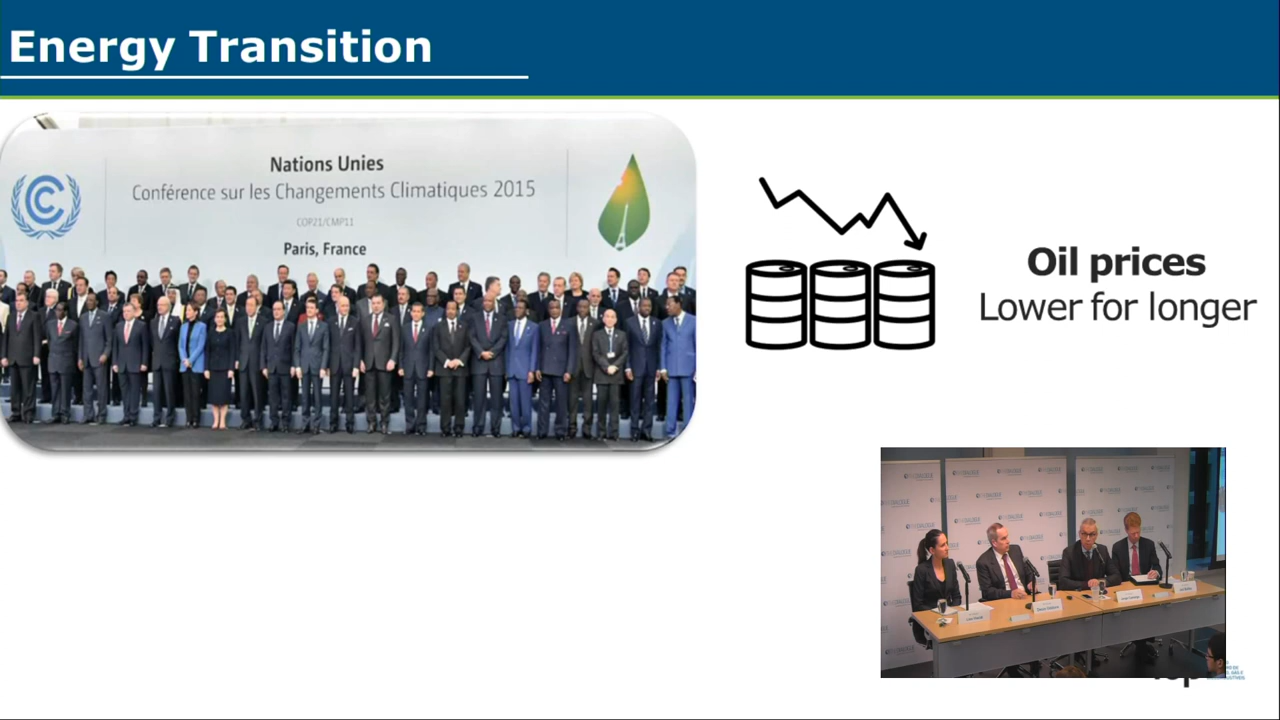 Energy Transition
Nations Unies
Conférence sur les Changements Climatiques 2015
COP21/CMP11
Paris, France
Oil prices
Lower for longer